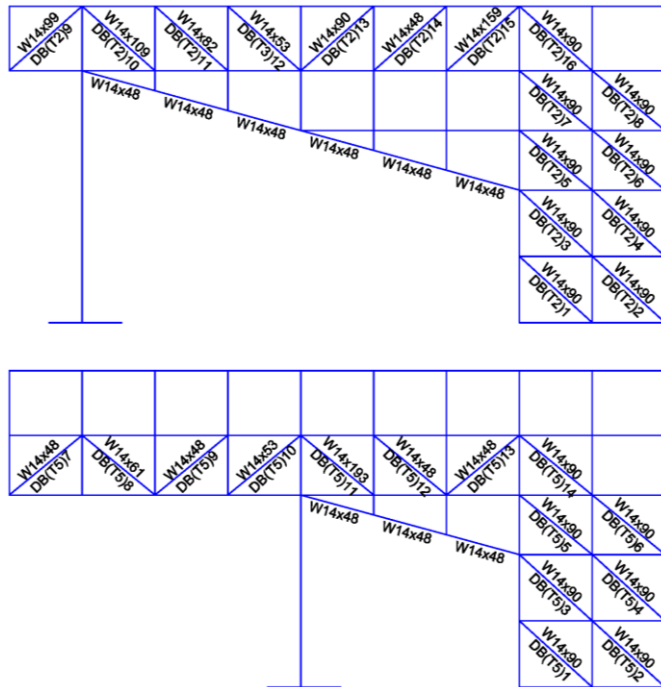 W14x99
DB(T2)9
W14x109
DB(T2)10
W14x82
DB(T2)11
W14x53
DB(T3)12
W14x90
DB(T2)13
W14x48
DB(T2)14
W14x159
DB(T2)15
W14x90
DB(T2)16
W14x48
W14x48
W14x48
W14x48
W14x48
W14x48
W14x90
DB(T2)7
W14x90
DB(T2)8
W14x90
DB(T2)5
W14x90
DB(T2)6
W14x90
DB(T2)3
W14x90
DB(T2)4
W14x90
DB(T2)1
W14x90
DB(T2)2
W14x48
DB(T5)7
W14x61
DB(T5)8
W14x48
DB(T5)9
W14x53
DB(T5)10
W14x193
DB(T5)11
W14x48
DB(T5)12
W14x48
DB(T5)13
W14x90
DB(T5)14
W14x48
W14x48
W14x48
W14x90
DB(T5)5
W14x90
DB(T5)6
W14x90
DB(T5)3
W14x90
DB(T5)4
W14x90
DB(T5)1
W14x90
DB(T5)2